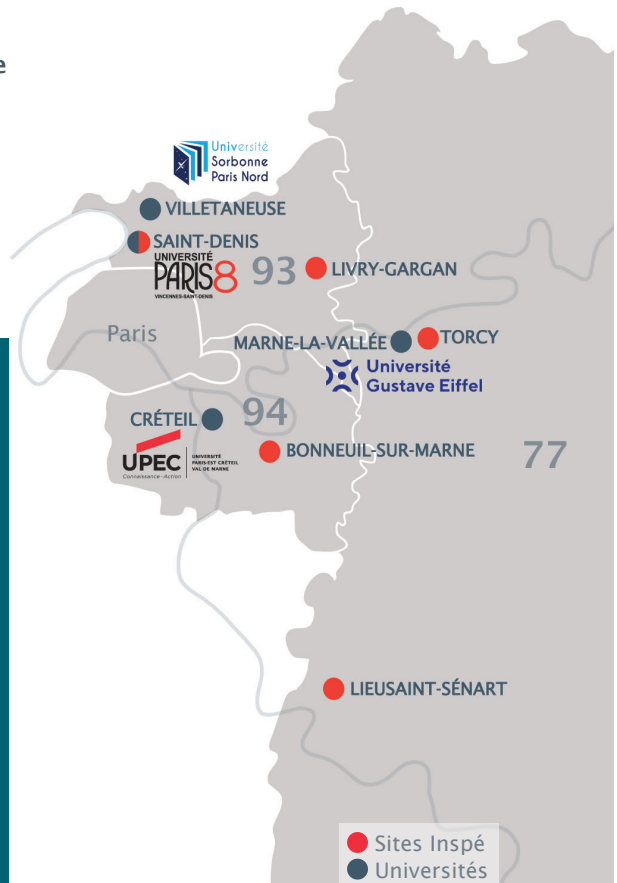 e
Université
Sorbonne
Paris Nord
VILLETANEUSE
SAINT-DENIS
UNIVERSITÉ
PARIS8
VINCENNES-SAINT-DENIS
93
LIVRY-GARGAN
Paris
MARNE-LA-VALLÉE
TORCY
Université
Gustave Eiffel
CRÉTEIL
94
UPEC
Connaissance - Action
UNIVERSITÉ
PARIS-EST CRÉTEIL
VAL DE MARNE
BONNEUIL-SUR-MARNE
77
LIEUSAINT-SÉNART
Sites Inspé
Universités